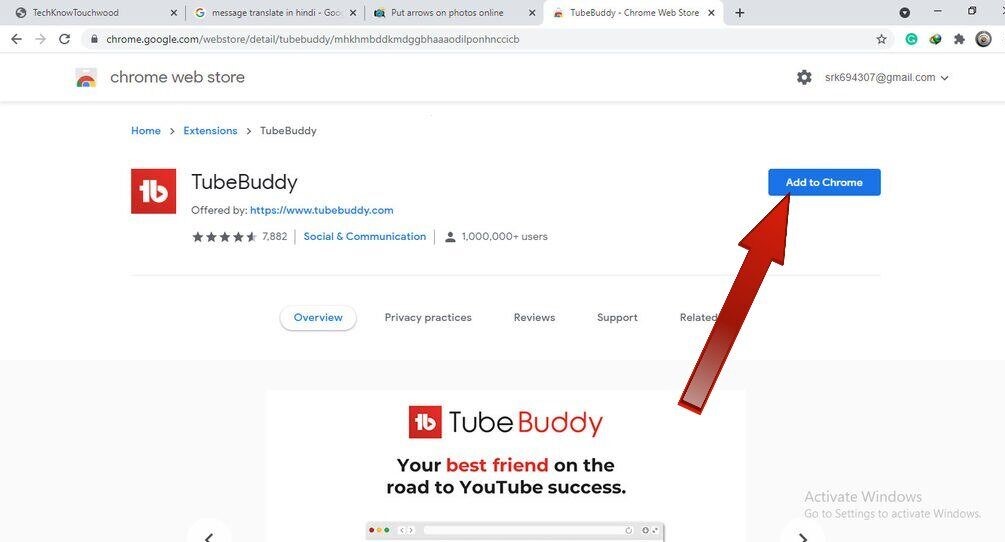 TechKnowTouchwood
message translate in hindi - Goo
Put arrows on photos online
TubeBuddy - Chrome Web Store
chrome.google.com/webstore/detail/tubebuddy/mhkhmbddkmdggbhaaaodilponhnccicb
chrome web store
srk694307@gmail.com
Home > Extensions > TubeBuddy
tb
TubeBuddy
Add to Chrome
Offered by: https://www.tubebuddy.com
7,882
Social & Communication
1,000,000+ users
Overview
Privacy practices
Reviews
Support
Related
tb TubeBuddy
Your best friend on the
road to YouTube success.
Activate Windows
Go to Settings to activate Windows.